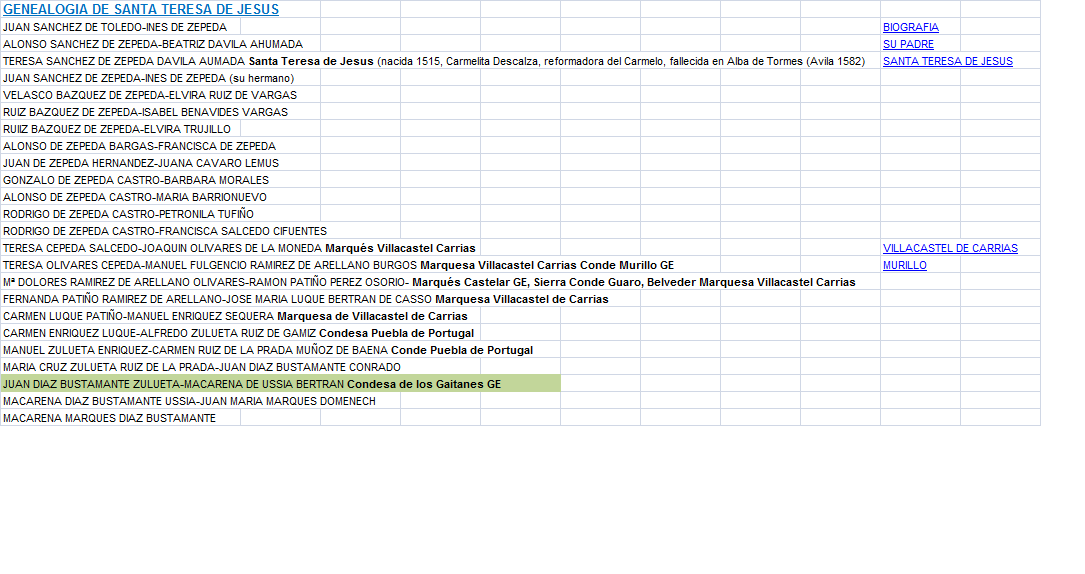 GENEALOGIA DE SANTA TERESA DE JESUS
JUAN SANCHEZ DE TOLEDO-INES DE ZEPEDA BIOGRAFIA
ALONSO SANCHEZ DE ZEPEDA-BEATRIZ DAVILA AHUMADA SU PADRE
TERESA SANCHEZ DE ZEPEDA DAVILA AUMADA Santa Teresa de Jesus (nacida 1515, Carmelita Descalza, reformadora del Carmelo, fallecida en Alba de Tormes (Avila 1582) SANTA TERESA DE JESUS
JUAN SANCHEZ DE ZEPEDA-INES DE ZEPEDA (su hermano)
VELASCO BAZQUEZ DE ZEPEDA-ELVIRA RUIZ DE VARGAS
RUIZ BAZQUEZ DE ZEPEDA-ISABEL BENAVIDES VARGAS
RUIIZ BAZQUEZ DE ZEPEDA-ELVIRA TRUJILLO
ALONSO DE ZEPEDA BARGAS-FRANCISCA DE ZEPEDA
JUAN DE ZEPEDA HERNANDEZ-JUANA CAVARO LEMUS
GONZALO DE ZEPEDA CASTRO-BARBARA MORALES
ALONSO DE ZEPEDA CASTRO-MARIA BARRIONUEVO
RODRIGO DE ZEPEDA CASTRO-PETRONILA TUFIÑO
RODRIGO DE ZEPEDA CASTRO-FRANCISCA SALCEDO CIFUENTES
TERESA CEPEDA SALCEDO-JOAQUIN OLIVARES DE LA MONEDA Marqués Villacastel Carrias VILLACASTEL DE CARRIAS
TERESA OLIVARES CEPEDA-MANUEL FULGENCIO RAMIREZ DE ARELLANO BURGOS Marquesa Villacastel Carrias Conde Murillo GE MURILLO
Mª DOLORES RAMIREZ DE ARELLANO OLIVARES-RAMON PATIÑO PEREZ OSORIO- Marqués Castelar GE, Sierra Conde Guaro, Belveder Marquesa Villacastel Carrias
FERNANDA PATIÑO RAMIREZ DE ARELLANO-JOSE MARIA LUQUE BERTRAN DE CASSO Marquesa Villacastel de Carrias
CARMEN LUQUE PATIÑO-MANUEL ENRIQUEZ SEQUERA Marquesa de Villacastel de Carrias
CARMEN ENRIQUEZ LUQUE-ALFREDO ZULUETA RUIZ DE GAMIZ Condesa Puebla de Portugal
MANUEL ZULUETA ENRIQUEZ-CARMEN RUIZ DE LA PRADA MUÑOZ DE BAENA Conde Puebla de Portugal
MARIA CRUZ ZULUETA RUIZ DE LA PRADA-JUAN DIAZ BUSTAMANTE CONRADO
JUAN DIAZ BUSTAMANTE ZULUETA-MACARENA DE USSIA BERTRAN Condesa de los Gaitanes GE
MACARENA DIAZ BUSTAMANTE USSIA-JUAN MARIA MARQUES DOMENECH
MACARENA MARQUES DIAZ BUSTAMANTE